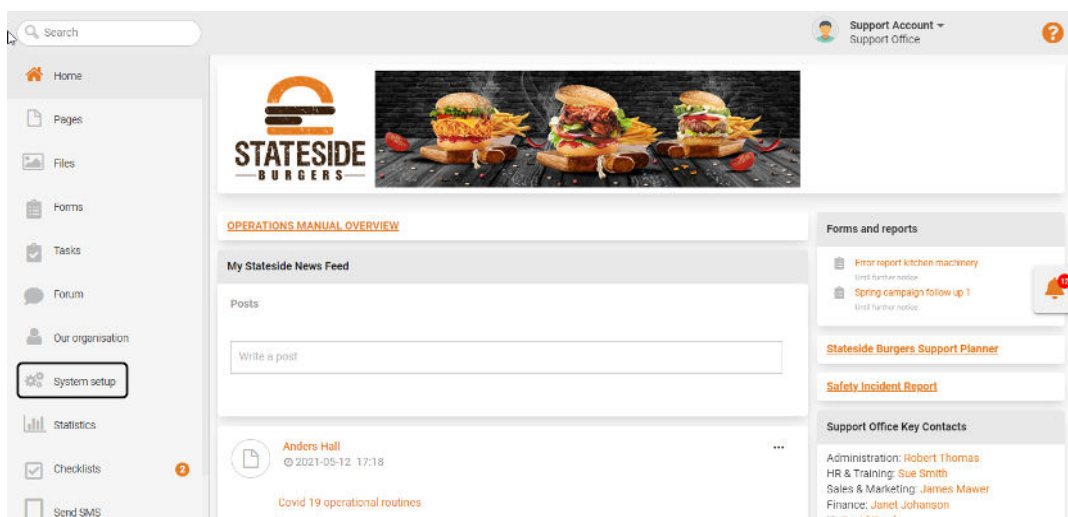 Search
Support Account
Support Office
Home
Pages
Files
Forms
Tasks
Forum
Our organisation
System setup
Statistics
Checklists
2
Send SMS
STATESIDE
BURGERS
OPERATIONS MANUAL OVERVIEW
My Stateside News Feed
Posts
Write a post
Anders Hall
2021-05-12 17:18
Covid 19 operational routines
Forms and reports
Error report kitchen machinery
Until further notice.
Spring campaign follow up 1
Until further notice.
Stateside Burgers Support Planner
Safety Incident Report
Support Office Key Contacts
Administration: Robert Thomas
HR & Training: Sue Smith
Sales & Marketing: James Mawer
Finance: Janet Johanson